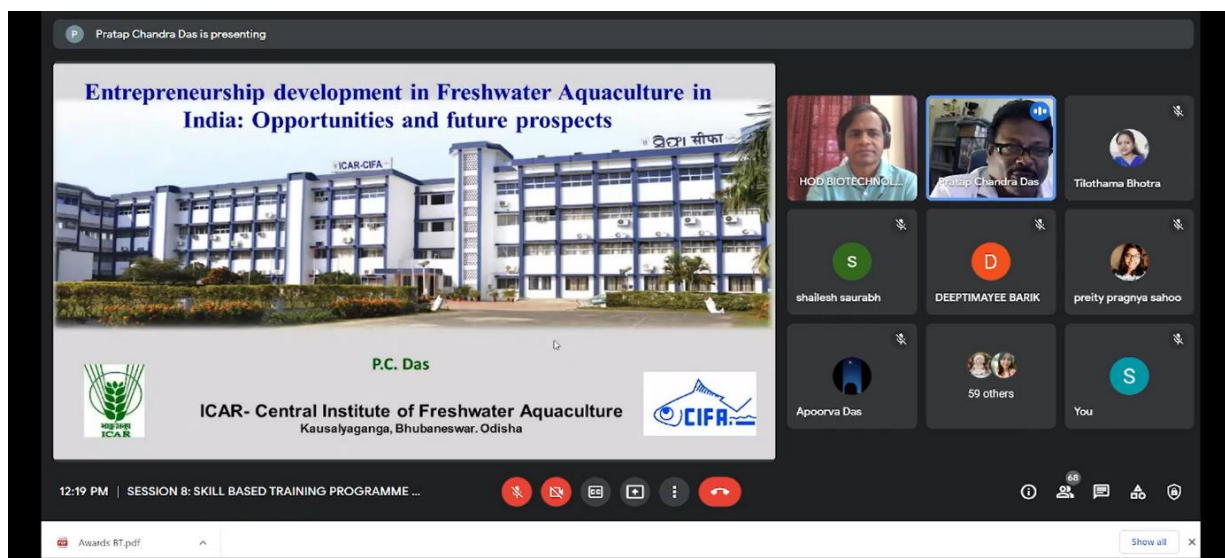 P
Pratap Chandra Das is presenting
Entrepreneurship development in Freshwater Aquaculture in
India: Opportunities and future prospects
ICAR-CIFA
सीफा
P.C. Das
ICAR- Central Institute of Freshwater Aquaculture
Kausalyaganga, Bhubaneswar. Odisha
ICAR
CIFA
HOD BIOTECHNOL...
Pratap Chandra Das
Tilothama Bhotra
s
shailesh saurabh
D
DEEPTIMAYEE BARIK
preity pragnya sahoo
Apoorva Das
59 others
S
You
12:19 PM | SESSION 8: SKILL BASED TRAINING PROGRAMME ...
CC
68
Awards BT.pdf
Show all